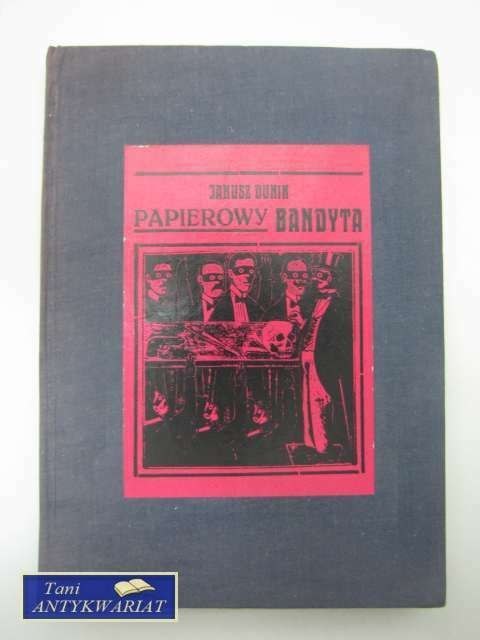 JANUSZ DUNIN
PAPIEROWY BANDYTA
Tani
ANTYKWARIAT